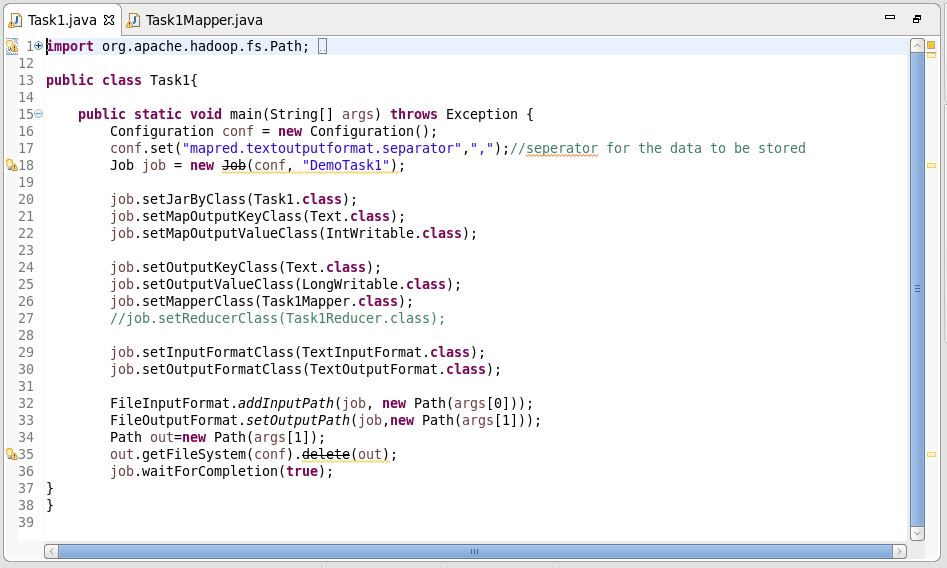 Task1.java Task1Mapper.java
1 import org.apache.hadoop.fs.Path;
12
13 public class Task1{
14
15     public static void main(String[] args) throws Exception {
16         Configuration conf = new Configuration();
17         conf.set("mapred.textoutputformat.separator",",");//seperator for the data to be stored
18         Job job = new Job(conf, "DemoTask1");
19
20         job.setJarByClass(Task1.class);
21         job.setMapOutputKeyClass(Text.class);
22         job.setMapOutputValueClass(IntWritable.class);
23
24         job.setOutputKeyClass(Text.class);
25         job.setOutputValueClass(LongWritable.class);
26         job.setMapperClass(Task1Mapper.class);
27         //job.setReducerClass(Task1Reducer.class);
28
29         job.setInputFormatClass(TextInputFormat.class);
30         job.setOutputFormatClass(TextOutputFormat.class);
31
32         FileInputFormat.addInputPath(job, new Path(args[0]));
33         FileOutputFormat.setOutputPath(job,new Path(args[1]));
34         Path out=new Path(args[1]);
35         out.getFileSystem(conf).delete(out);
36         job.waitForCompletion(true);
37 }
38 }
39